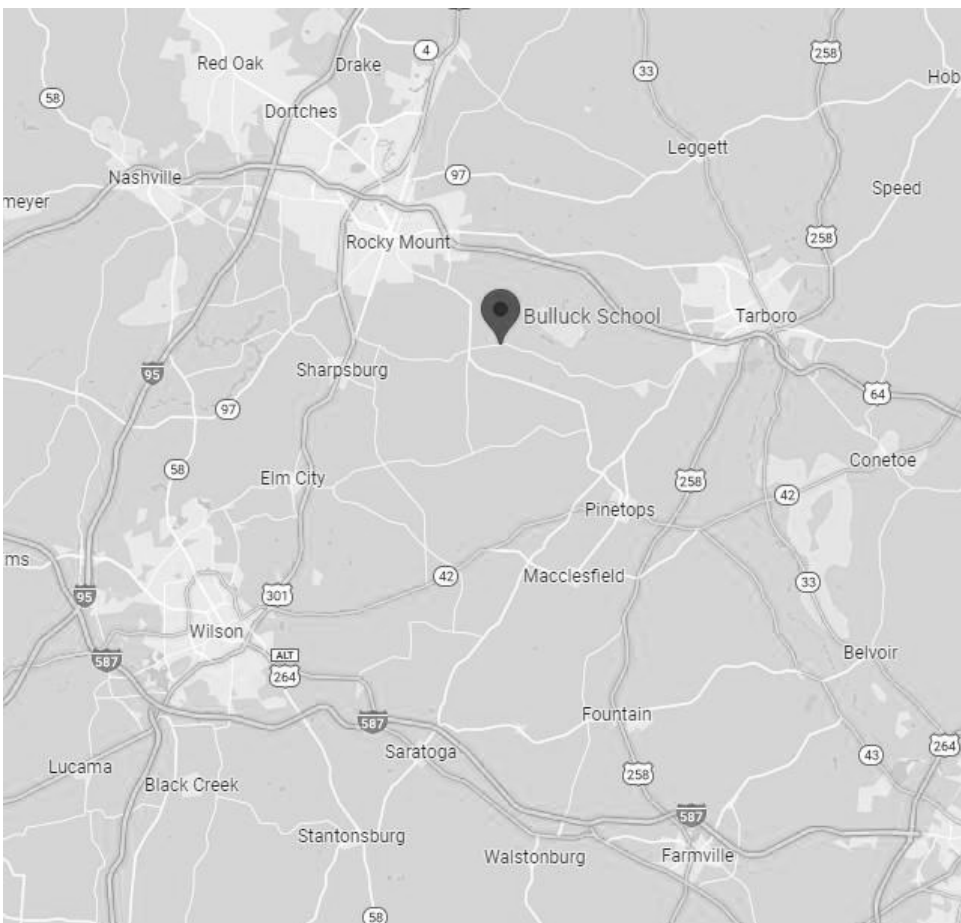 4
Red Oak
Drake
258
33
58
Hob
Dortches
Leggett
97
Nashville
Speed
meyer
Rocky Mount
258
Bulluck School
Tarboro
Sharpsburg
95
64
97
58
Conetoe
Elm City
258
42
Pinetops
ms
42
Macclesfield
33
95
301
Wilson
Belvoir
587
ALT
264
Fountain
587
Saratoga
264
43
Lucama
258
Black Creek
587
Stantonsburg
Walstonburg
Farmville
58